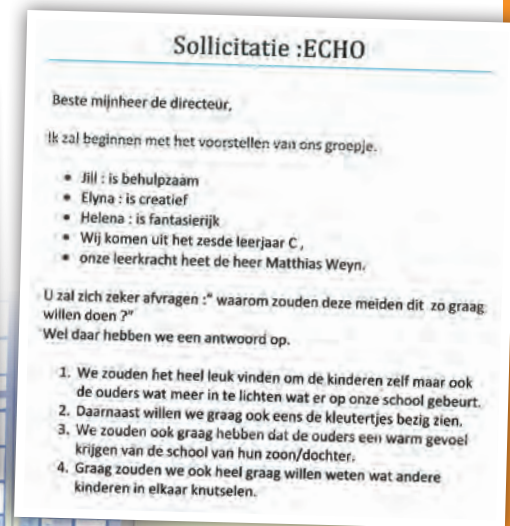 Sollicitatie :ECHO
Beste mijnheer de directeur,
Ik zal beginnen met het voorstellen van ons groepje.
• Jill : is behulpzaam
• Elyna : is creatief
• Helena : is fantasierijk
• Wij komen uit het zesde leerjaar C ,
• onze leerkracht heet de heer Matthias Weyn.
U zal zich zeker afvragen :" waarom zouden deze meiden dit zo graag
willen doen ?"
Wel daar hebben we een antwoord op.
1. We zouden het heel leuk vinden om de kinderen zelf maar ook
de ouders wat meer in te lichten wat er op onze school gebeurt.
2. Daarnaast willen we graag ook eens de kleutertjes bezig zien.
3. We zouden ook graag hebben dat de ouders een warm gevoel
krijgen van de school van hun zoon/dochter.
4. Graag zouden we ook heel graag willen weten wat andere
kinderen in elkaar knutselen.